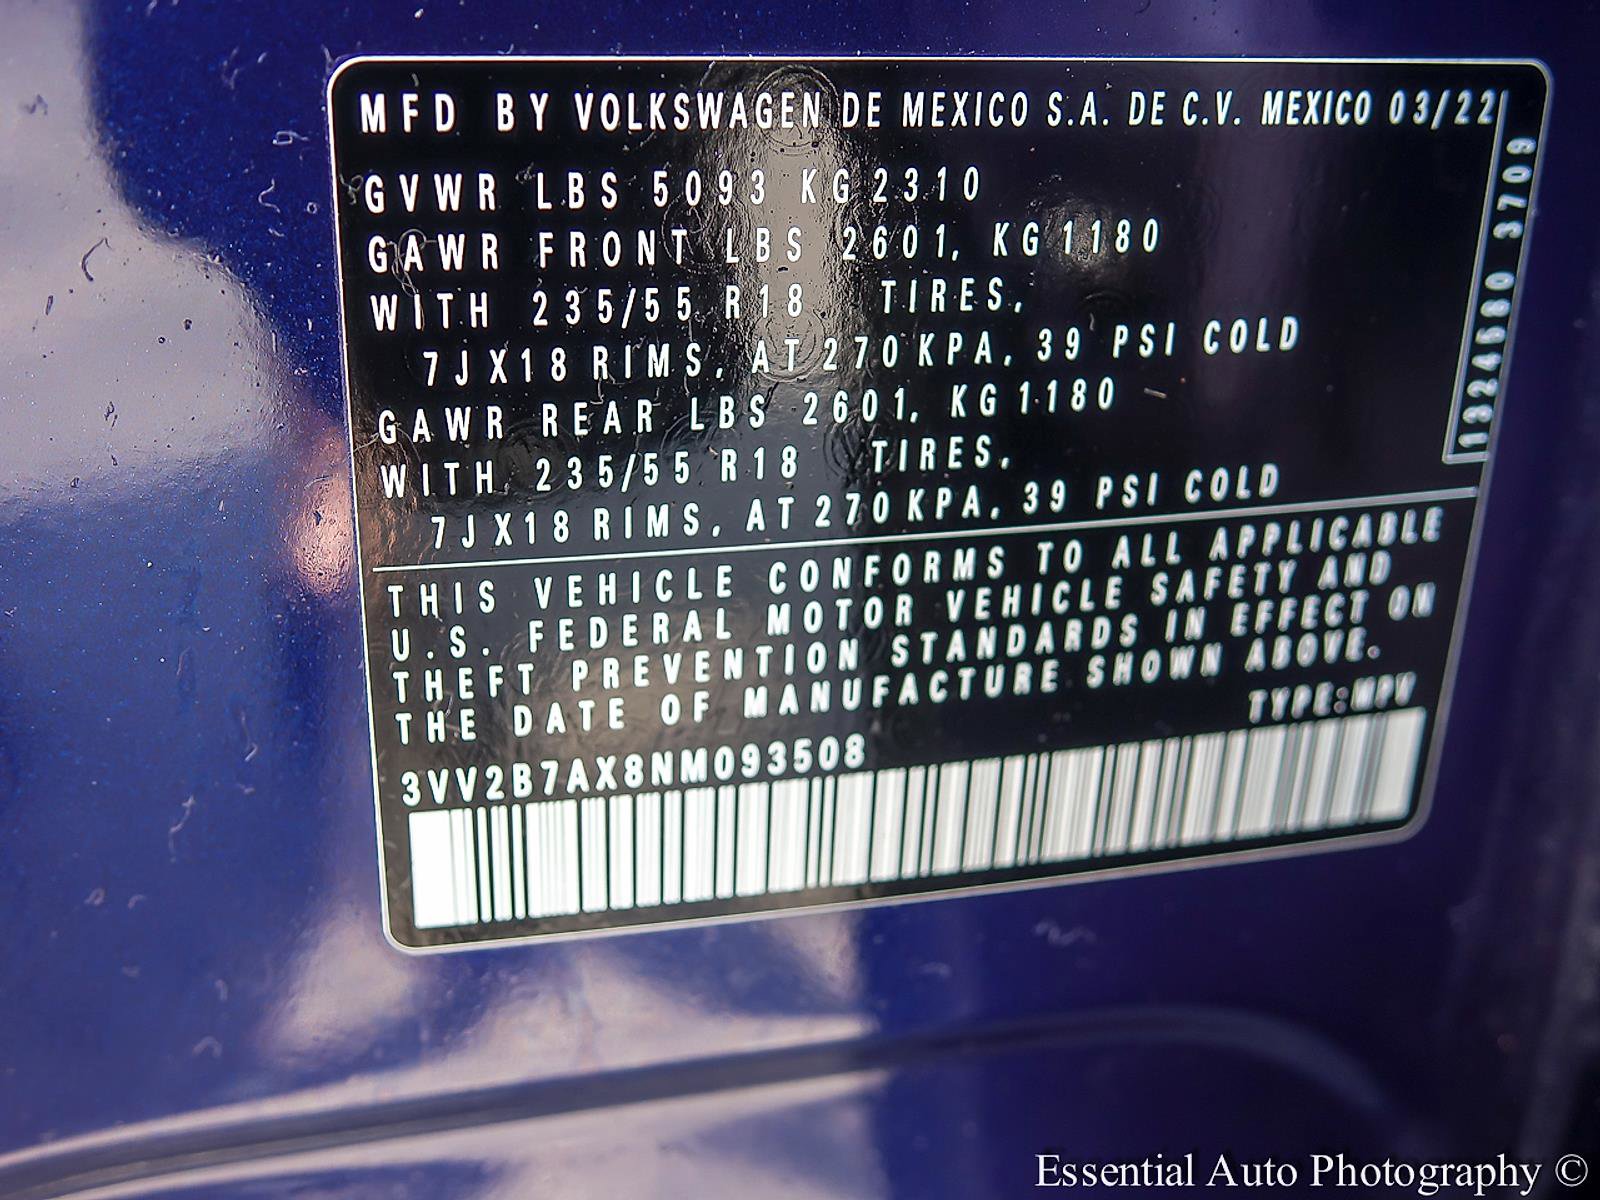 MFD BY VOLKSWAGEN DE MEXICO S.A. DE C.V. MEXICO 03/22
GVWR LBS 5093 KG 2310
GAWR FRONT LBS 2601, KG 1180
WITH 235/55 R18 TIRES,
7JX18 RIMS, AT 270 KPA, 39 PSI COLD
GAWR REAR LBS 2601, KG 1180
WITH 235/55 R18 TIRES,
7JX18 RIMS, AT 270 KPA, 39 PSI COLD
1324680 3709
THIS VEHICLE CONFORMS TO ALL APPLICABLE
U.S. FEDERAL MOTOR VEHICLE SAFETY AND
THEFT PREVENTION STANDARDS IN EFFECT ON
THE DATE OF MANUFACTURE SHOWN ABOVE.
TYPE:MPV
3VV2B7AX8NM093508
Essential Auto Photography ©